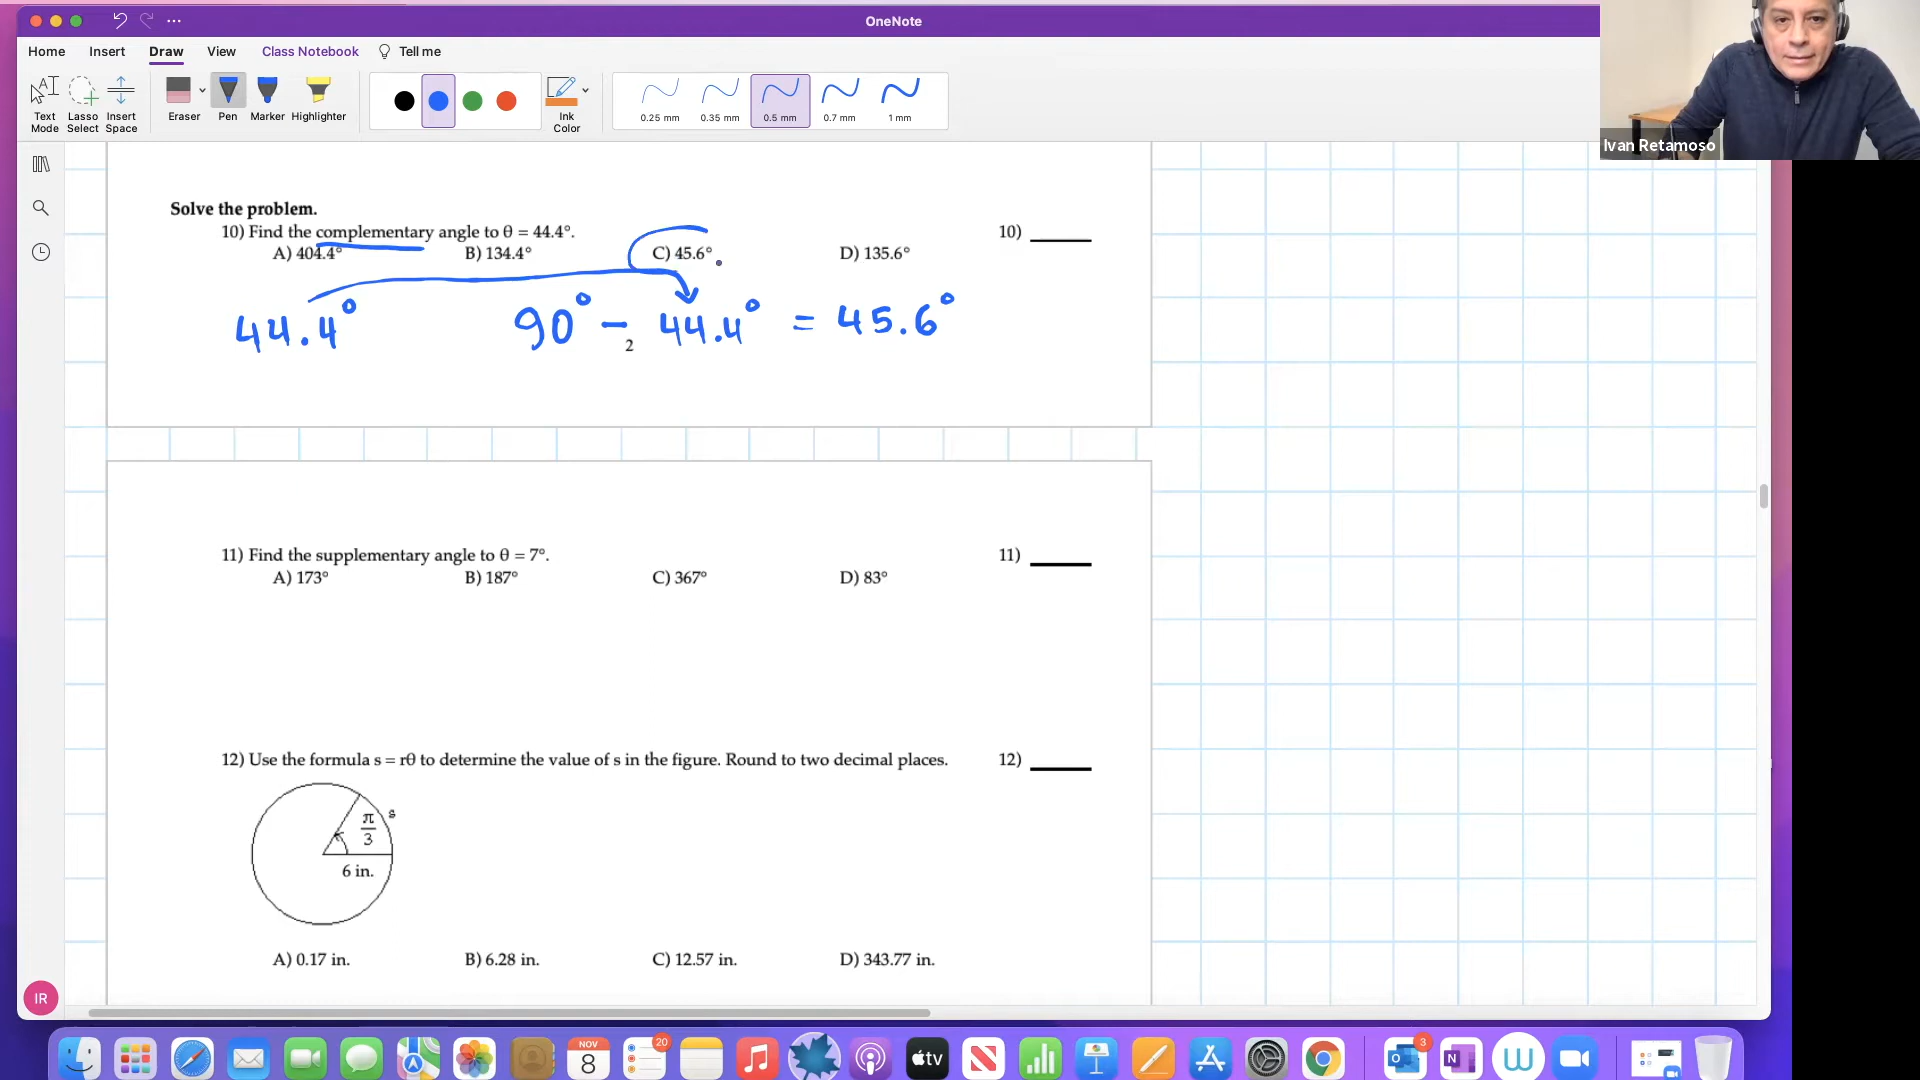 OneNote
Home Insert Draw View Class Notebook Tell me
Text Mode Lasso Select Insert Space Eraser Pen Marker Highlighter Ink Color 0.25 mm 0.35 mm 0.5 mm 0.7 mm 1 mm
Ivan Retamoso
Solve the problem.
10) Find the complementary angle to θ = 44.4°. 10)
A) 404.4° B) 134.4° C) 45.6° D) 135.6°
44.4° 90° - 44.4° = 45.6°
2
11) Find the supplementary angle to θ = 7°. 11)
A) 173° B) 187° C) 367° D) 83°
12) Use the formula s = rθ to determine the value of s in the figure. Round to two decimal places. 12)
s
π
3
6 in.
A) 0.17 in. B) 6.28 in. C) 12.57 in. D) 343.77 in.
IR
NOV
8
20
tv
3